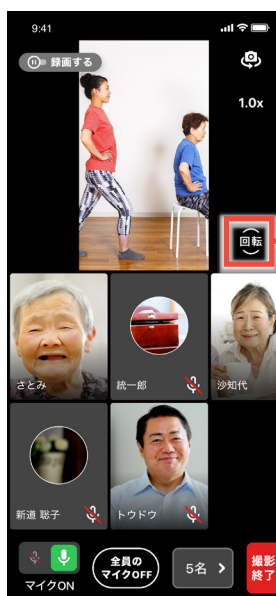 9:41
録画する
1.0x
回転
さとみ
統一郎
沙知代
新道 聡子
トウドウ
マイクON
全員の
マイクOFF
5名
撮影
終了